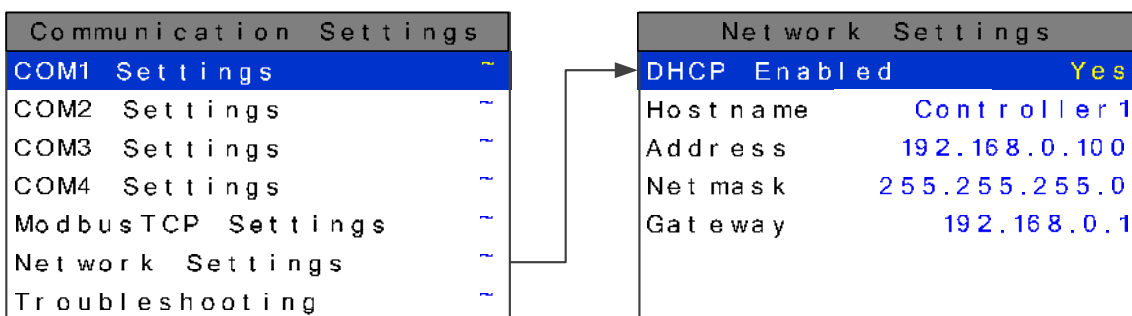 Communication Settings
COM1 Settings ~
COM2 Settings ~
COM3 Settings ~
COM4 Settings ~
ModbusTCP Settings ~
Network Settings ~
Troubleshooting ~
Network Settings
DHCP Enabled Yes
Hostname Controller1
Address 192.168.0.100
Netmask 255.255.255.0
Gateway 192.168.0.1